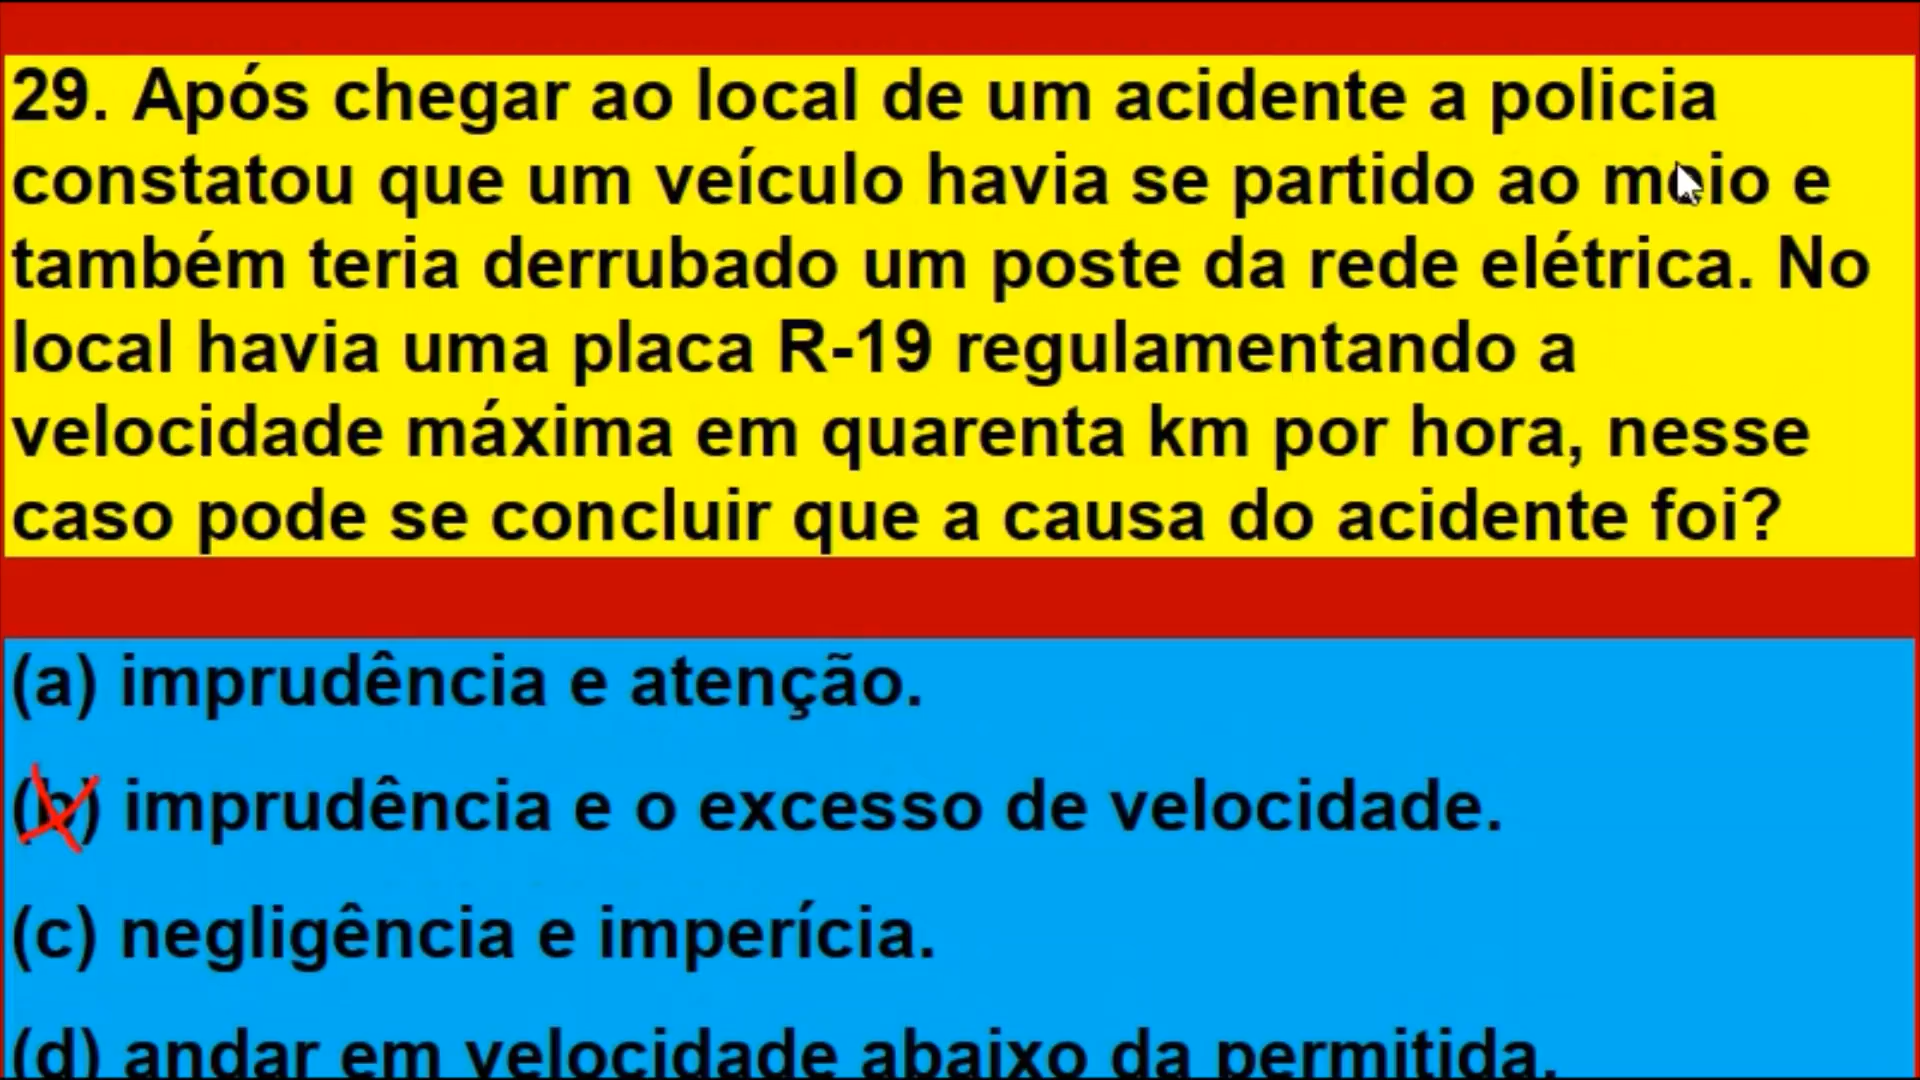 29. Após chegar ao local de um acidente a policia
constatou que um veículo havia se partido ao meio e
também teria derrubado um poste da rede elétrica. No
local havia uma placa R-19 regulamentando a
velocidade máxima em quarenta km por hora, nesse
caso pode se concluir que a causa do acidente foi?
(a) imprudência e atenção.
(b) imprudência e o excesso de velocidade.
(c) negligência e imperícia.
(d) andar em velocidade abaixo da permitida.